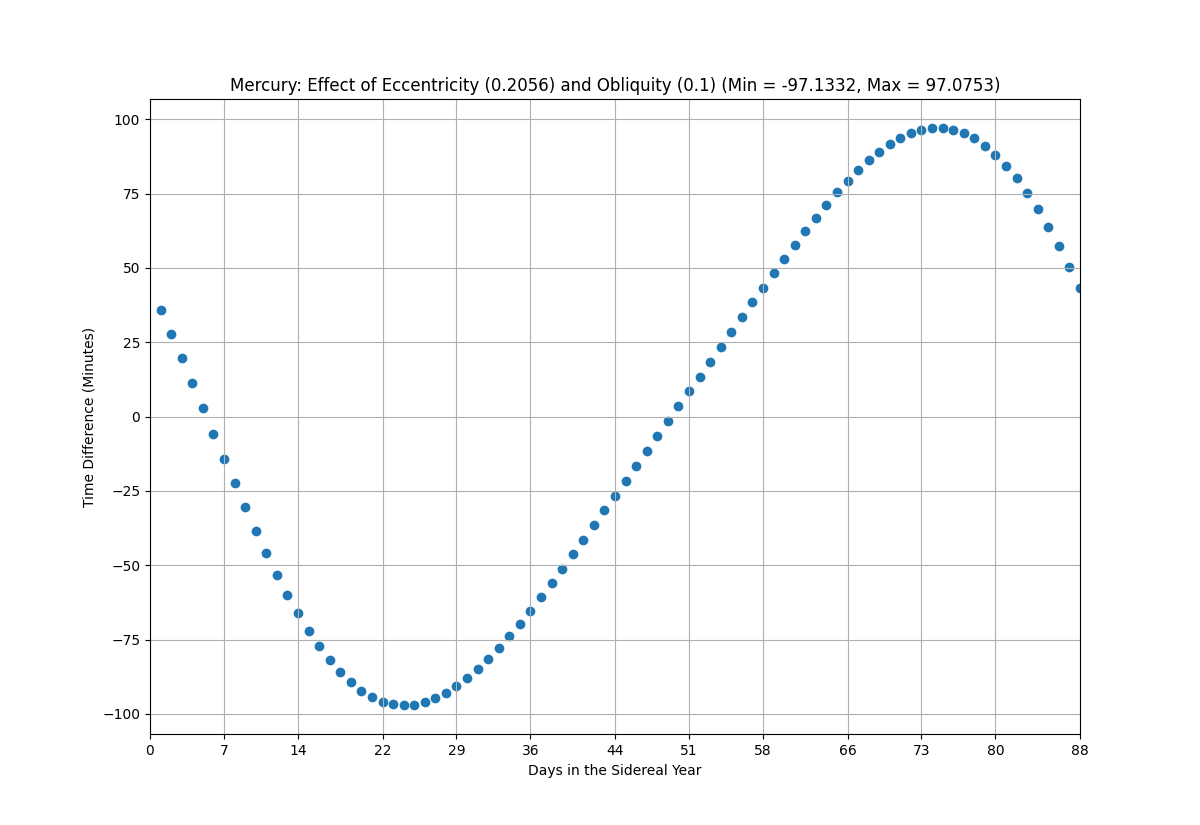 Mercury: Effect of Eccentricity (0.2056) and Obliquity (0.1) (Min = -97.1332, Max = 97.0753)
100
75
50
25
0
−25
−50
−75
−100
Time Difference (Minutes)
0 7 14 22 29 36 44 51 58 66 73 80 88
Days in the Sidereal Year